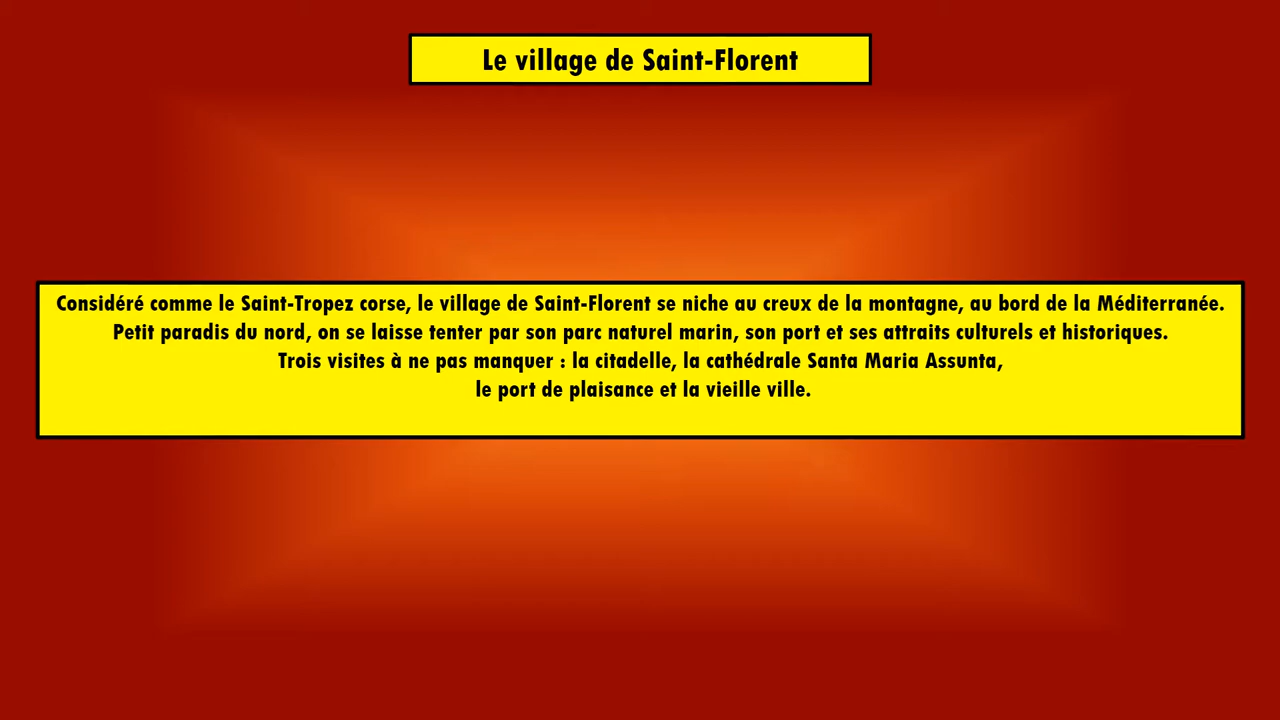 Le village de Saint-Florent
Considéré comme le Saint-Tropez corse, le village de Saint-Florent se niche au creux de la montagne, au bord de la Méditerranée.
Petit paradis du nord, on se laisse tenter par son parc naturel marin, son port et ses attraits culturels et historiques.
Trois visites à ne pas manquer : la citadelle, la cathédrale Santa Maria Assunta,
le port de plaisance et la vieille ville.